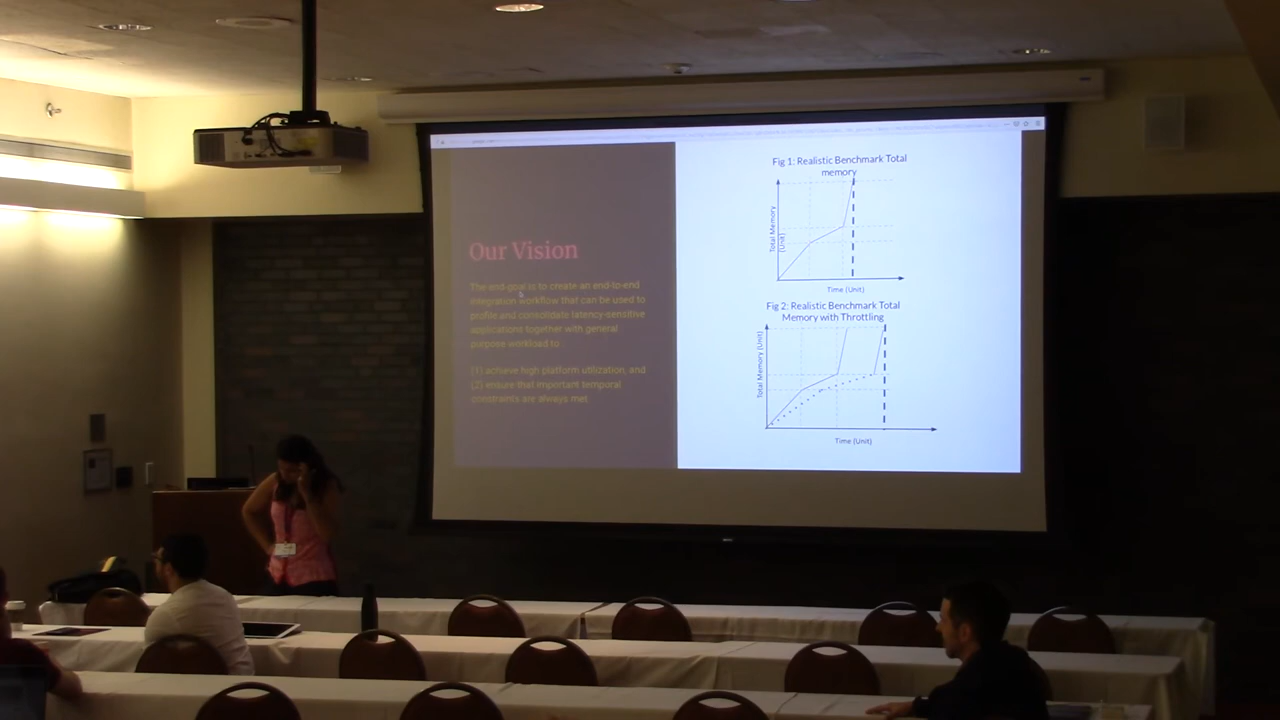 Our Vision
The end-goal is to create an end-to-end
integration workflow that can be used to
profile and consolidate latency-sensitive
applications together with general
purpose workload to
(1) achieve high platform utilization, and
(2) ensure that important temporal
constraints are always met
Fig 1: Realistic Benchmark Total
memory
Total Memory
(Unit)
Time (Unit)
Fig 2: Realistic Benchmark Total
Memory with Throttling
Total Memory (Unit)
Time (Unit)